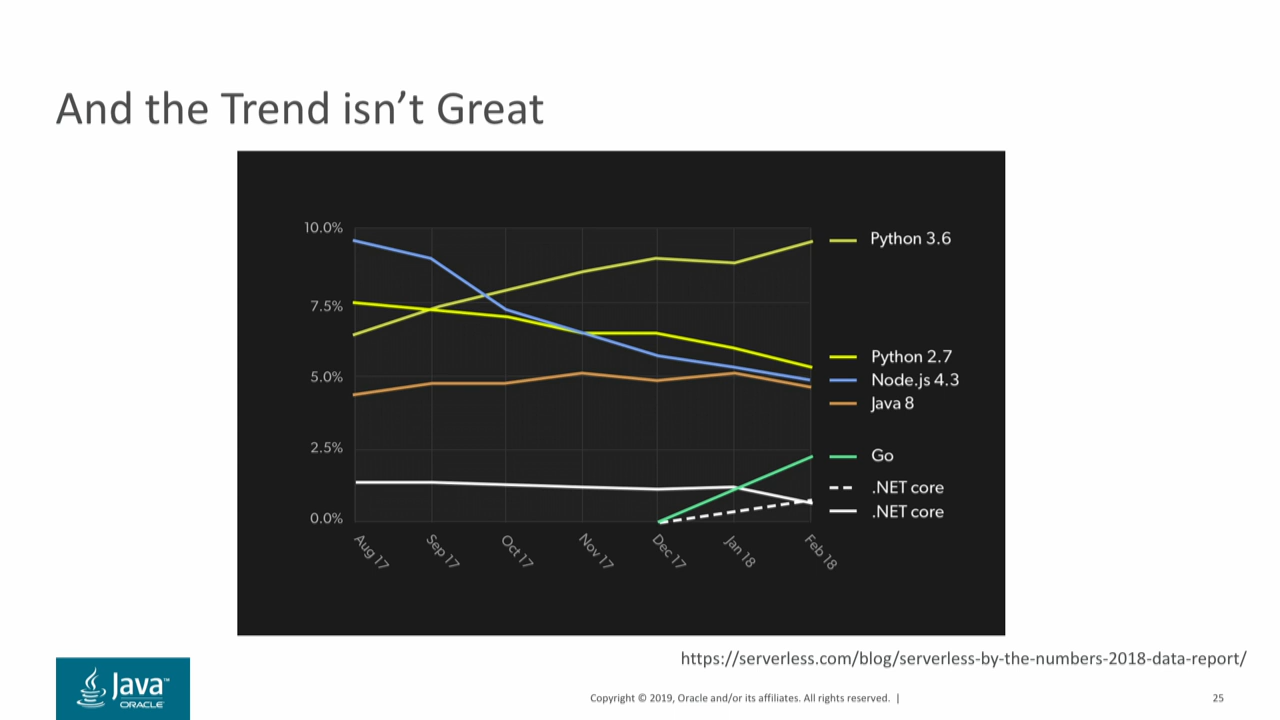 And the Trend isn’t Great
10.0%
7.5%
5.0%
2.5%
0.0%
Aug 17
Sep 17
Oct 17
Nov 17
Dec 17
Jan 18
Feb 18
Python 3.6
Python 2.7
Node.js 4.3
Java 8
Go
.NET core
.NET core
https://serverless.com/blog/serverless-by-the-numbers-2018-data-report/
Java™
ORACLE®
Copyright © 2019, Oracle and/or its affiliates. All rights reserved. |
25